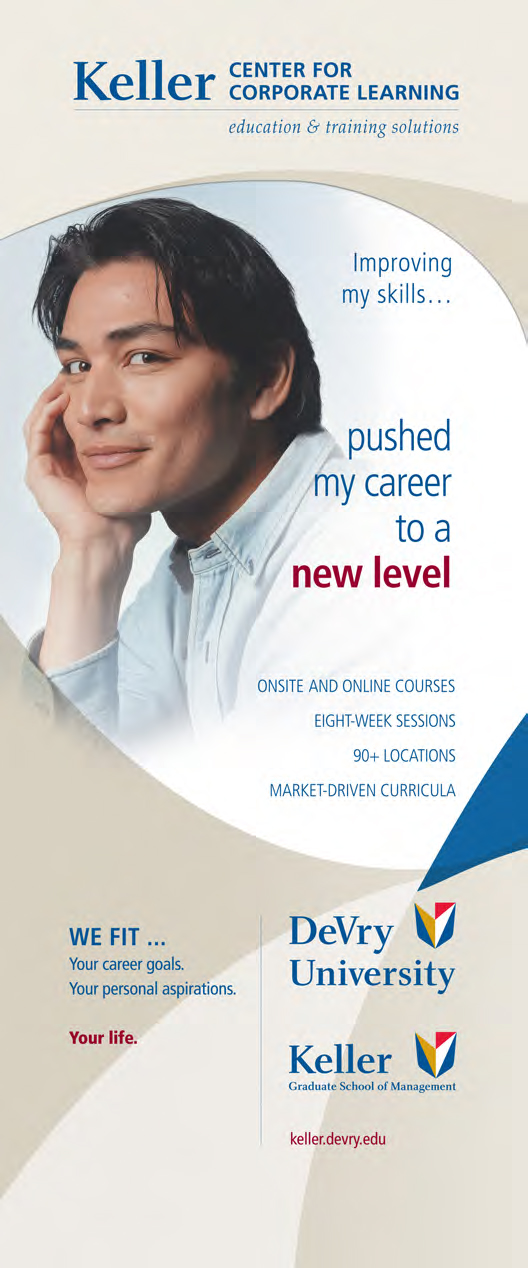 Keller CENTER FOR
CORPORATE LEARNING
education & training solutions
Improving
my skills...
pushed
my career
to a
new level
ONSITE AND ONLINE COURSES
EIGHT-WEEK SESSIONS
90+ LOCATIONS
MARKET-DRIVEN CURRICULA
WE FIT ...
Your career goals.
Your personal aspirations.
Your life.
DeVry
University
Keller
Graduate School of Management
keller.devry.edu